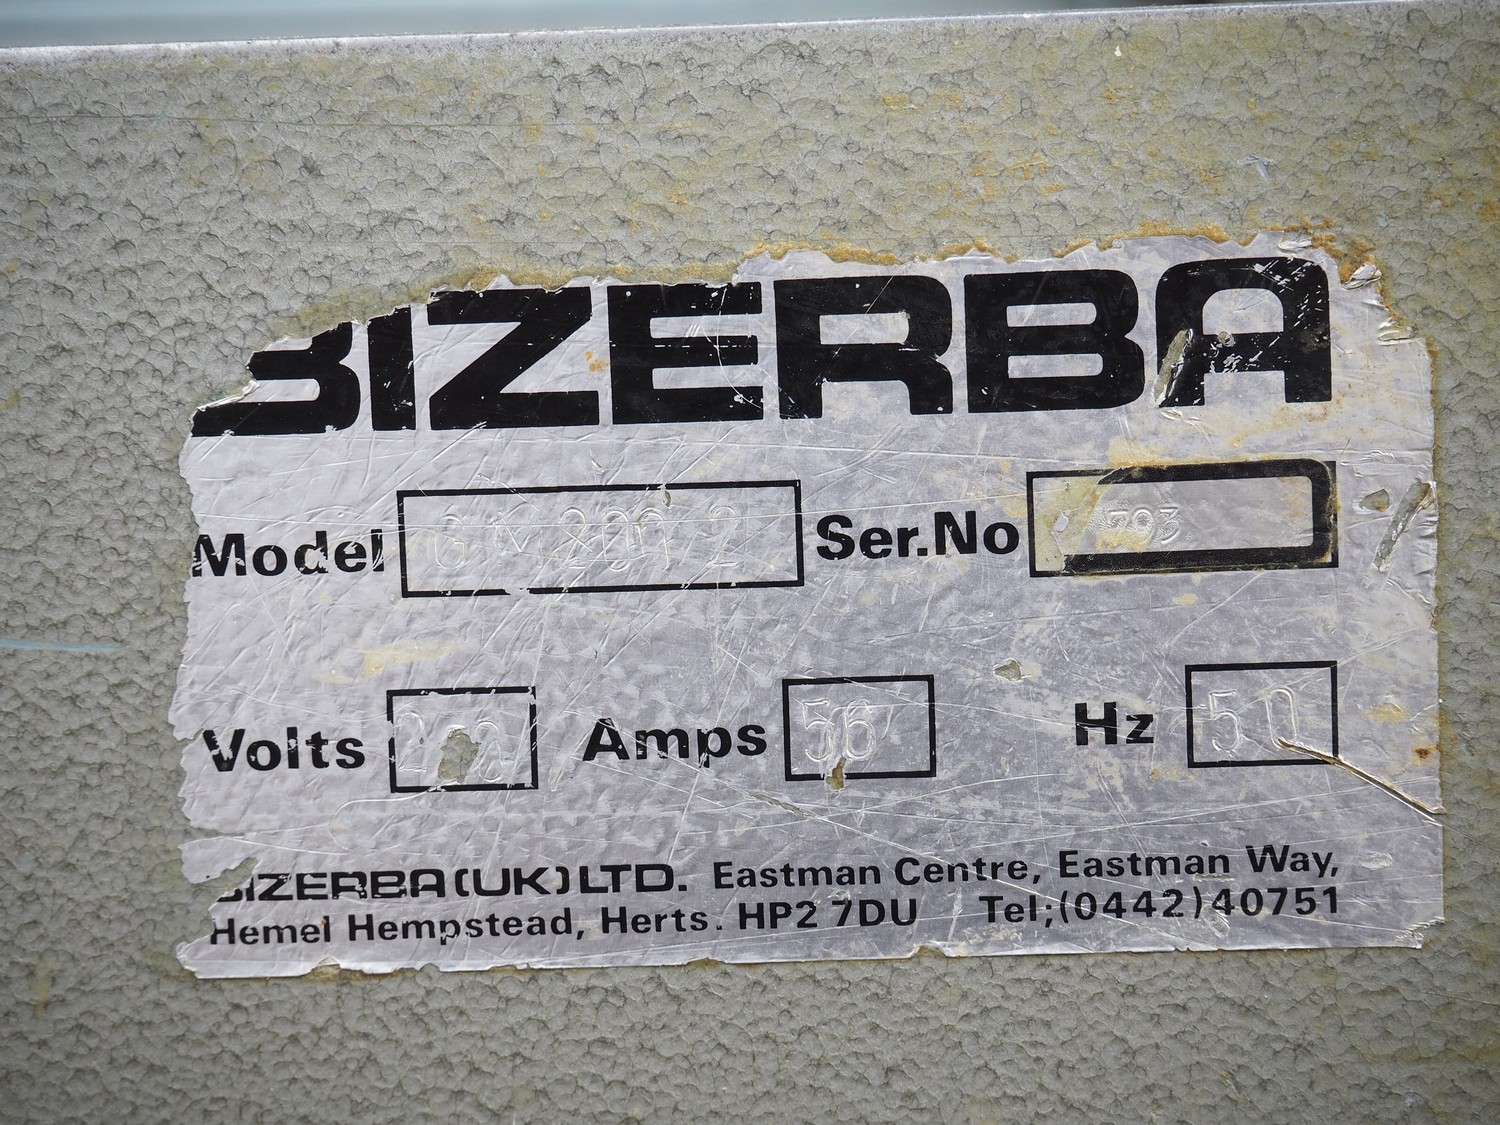 BIZERBA
Model Ser.No
Volts Amps 56 Hz 50
BIZERBA (UK) LTD. Eastman Centre, Eastman Way,
Hemel Hempstead, Herts. HP2 7DU Tel;(0442)40751